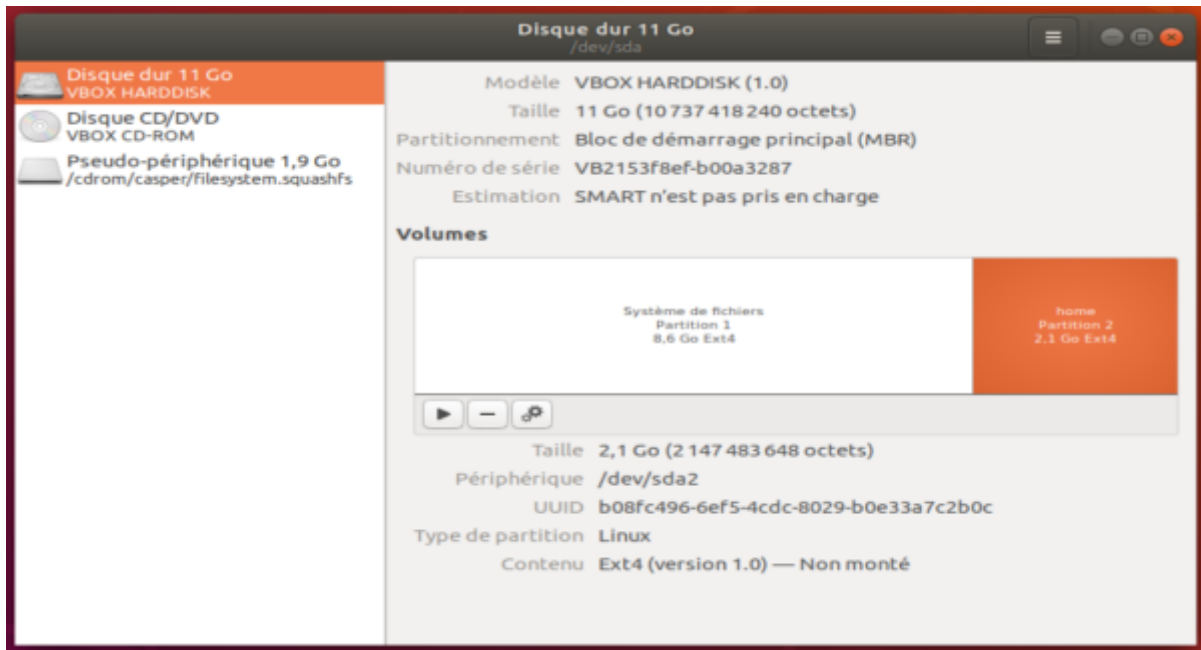 Disque dur 11 Go
/dev/sda
Disque dur 11 Go
VBOX HARDDISK
Disque CD/DVD
VBOX CD-ROM
Pseudo-périphérique 1,9 Go
/cdrom/casper/filesystem.squashfs
Modèle VBOX HARDDISK (1.0)
Taille 11 Go (10 737 418 240 octets)
Partitionnement Bloc de démarrage principal (MBR)
Numéro de série VB2153f8ef-b00a3287
Estimation SMART n'est pas pris en charge
Volumes
Système de fichiers
Partition 1
8,6 Go Ext4
home
Partition 2
2,1 Go Ext4
Taille 2,1 Go (2 147 483 648 octets)
Périphérique /dev/sda2
UUID b08fc496-6ef5-4cdc-8029-b0e33a7c2b0c
Type de partition Linux
Contenu Ext4 (version 1.0) — Non monté